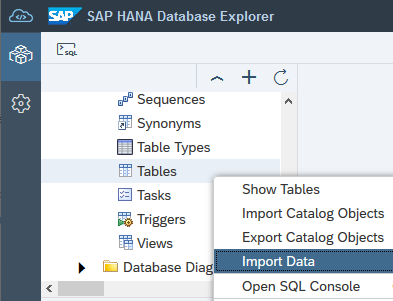 SAP SAP HANA Database Explorer
SQL
Sequences
Synonyms
Table Types
Tables
Tasks
Triggers
Views
Database Diag
Show Tables
Import Catalog Objects
Export Catalog Objects
Import Data
Open SQL Console